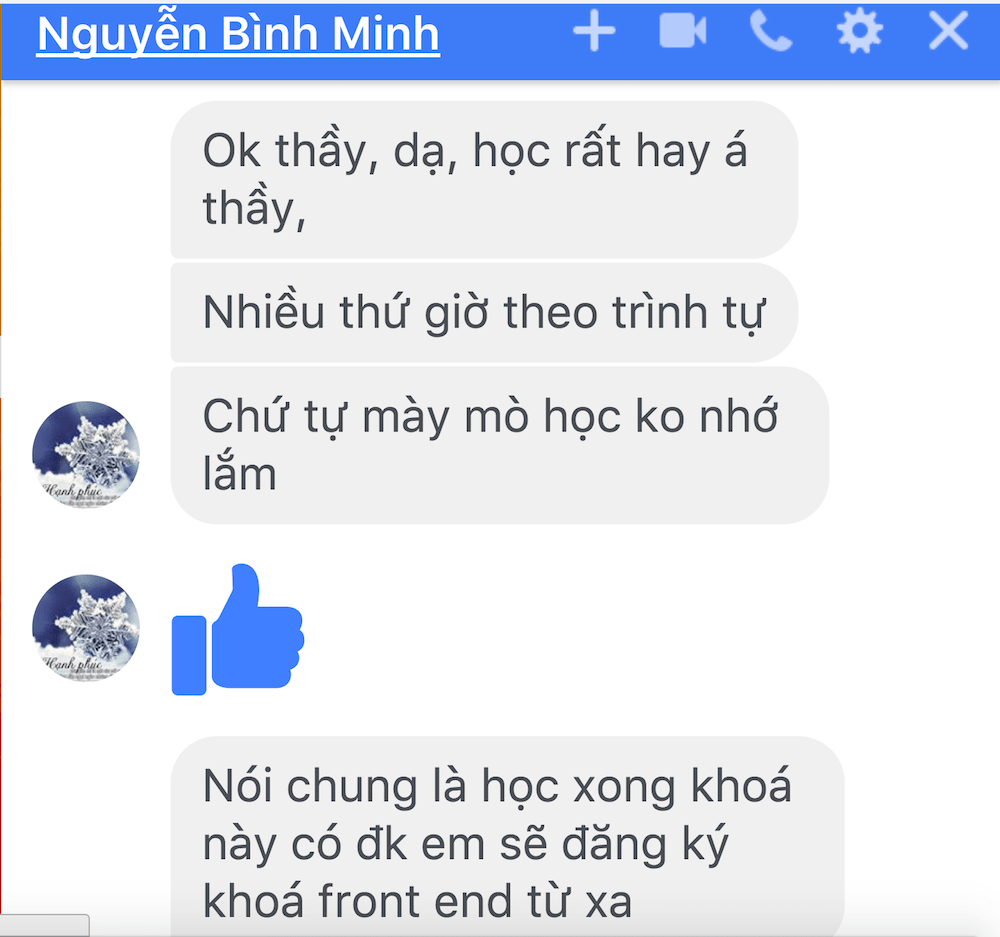 Nguyễn Bình Minh
Ok thầy, dạ, học rất hay á
thầy,
Nhiều thứ giờ theo trình tự
Chứ tự mày mò học ko nhớ
lắm
Hạnh phúc
Hạnh phúc
Nói chung là học xong khoá
này có đk em sẽ đăng ký
khoá front end từ xa